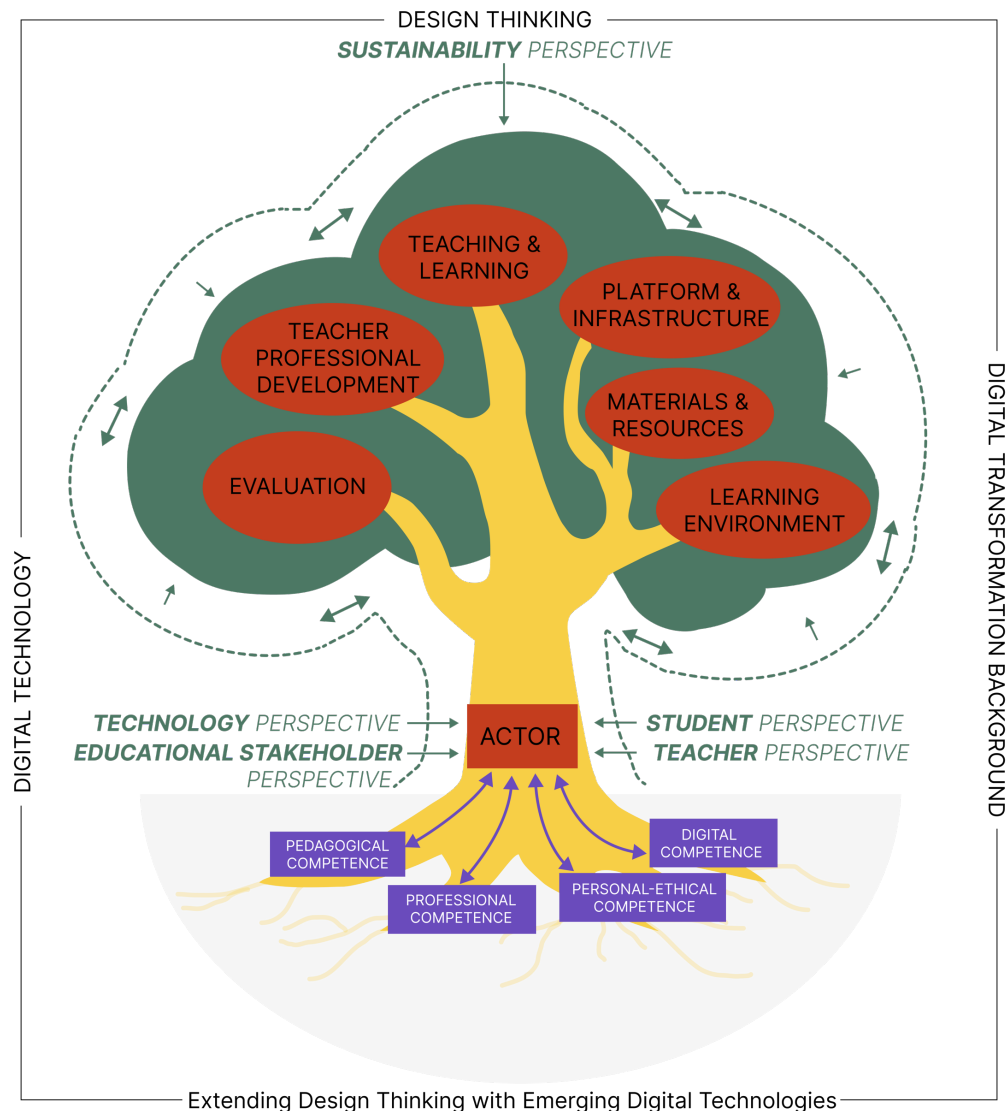 DESIGN THINKING
SUSTAINABILITY PERSPECTIVE
TEACHING &
LEARNING
PLATFORM &
INFRASTRUCTURE
TEACHER
PROFESSIONAL
DEVELOPMENT
MATERIALS &
RESOURCES
EVALUATION
LEARNING
ENVIRONMENT
DIGITAL TECHNOLOGY
DIGITAL TRANSFORMATION BACKGROUND
TECHNOLOGY PERSPECTIVE
EDUCATIONAL STAKEHOLDER
PERSPECTIVE
ACTOR
STUDENT PERSPECTIVE
TEACHER PERSPECTIVE
PEDAGOGICAL
COMPETENCE
PROFESSIONAL
COMPETENCE
PERSONAL-ETHICAL
COMPETENCE
DIGITAL
COMPETENCE
Extending Design Thinking with Emerging Digital Technologies